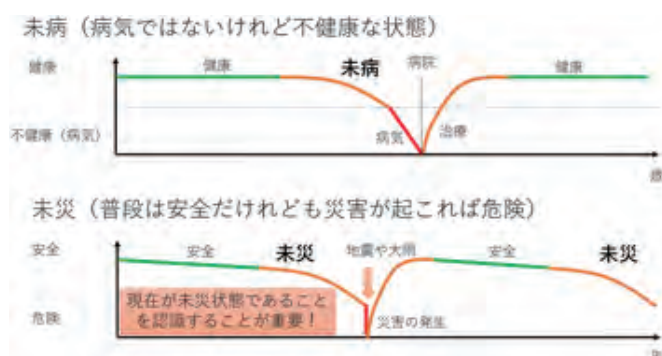 未病（病気ではないけれど不健康な状態）
健康
健康
未病
病院
健康
不健康（病気）
病気
治療
未災（普段は安全だけれども災害が起これば危険）
安全
安全
未災
地震や大雨
安全
未災
現在が未災状態であること
を認識することが重要！
危険
災害の発生